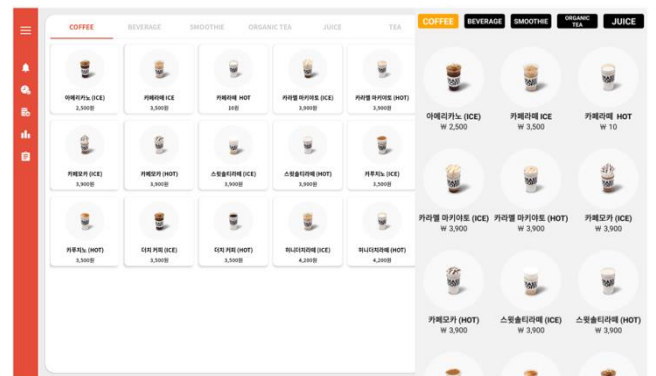 COFFEE BEVERAGE SMOOTHIE ORGANIC TEA JUICE TEA
아메리카노 (ICE) 카페라떼 ICE 카페라떼 HOT 카라멜 마키아토 (ICE) 카라멜 마키아토 (HOT)
2,500원 3,500원 10원 3,900원 3,900원
카페모카 (ICE) 카페모카 (HOT) 스윗솔티라떼 (ICE) 스윗솔티라떼 (HOT) 카푸치노 (ICE)
3,900원 3,900원 3,900원 3,900원 3,500원
카푸치노 (HOT) 더치 커피 (ICE) 더치 커피 (HOT) 허니더치라떼 (ICE) 허니더치라떼 (HOT)
3,500원 3,500원 3,500원 4,200원 4,200원
COFFEE BEVERAGE SMOOTHIE ORGANIC TEA JUICE
아메리카노 (ICE) 카페라떼 ICE 카페라떼 HOT
₩ 2,500 ₩ 3,500 ₩ 10
카라멜 마키아토 (ICE) 카라멜 마키아토 (HOT) 카페모카 (ICE)
₩ 3,900 ₩ 3,900 ₩ 3,900
카페모카 (HOT) 스윗솔티라떼 (ICE) 스윗솔티라떼 (HOT)
₩ 3,900 ₩ 3,900 ₩ 3,900